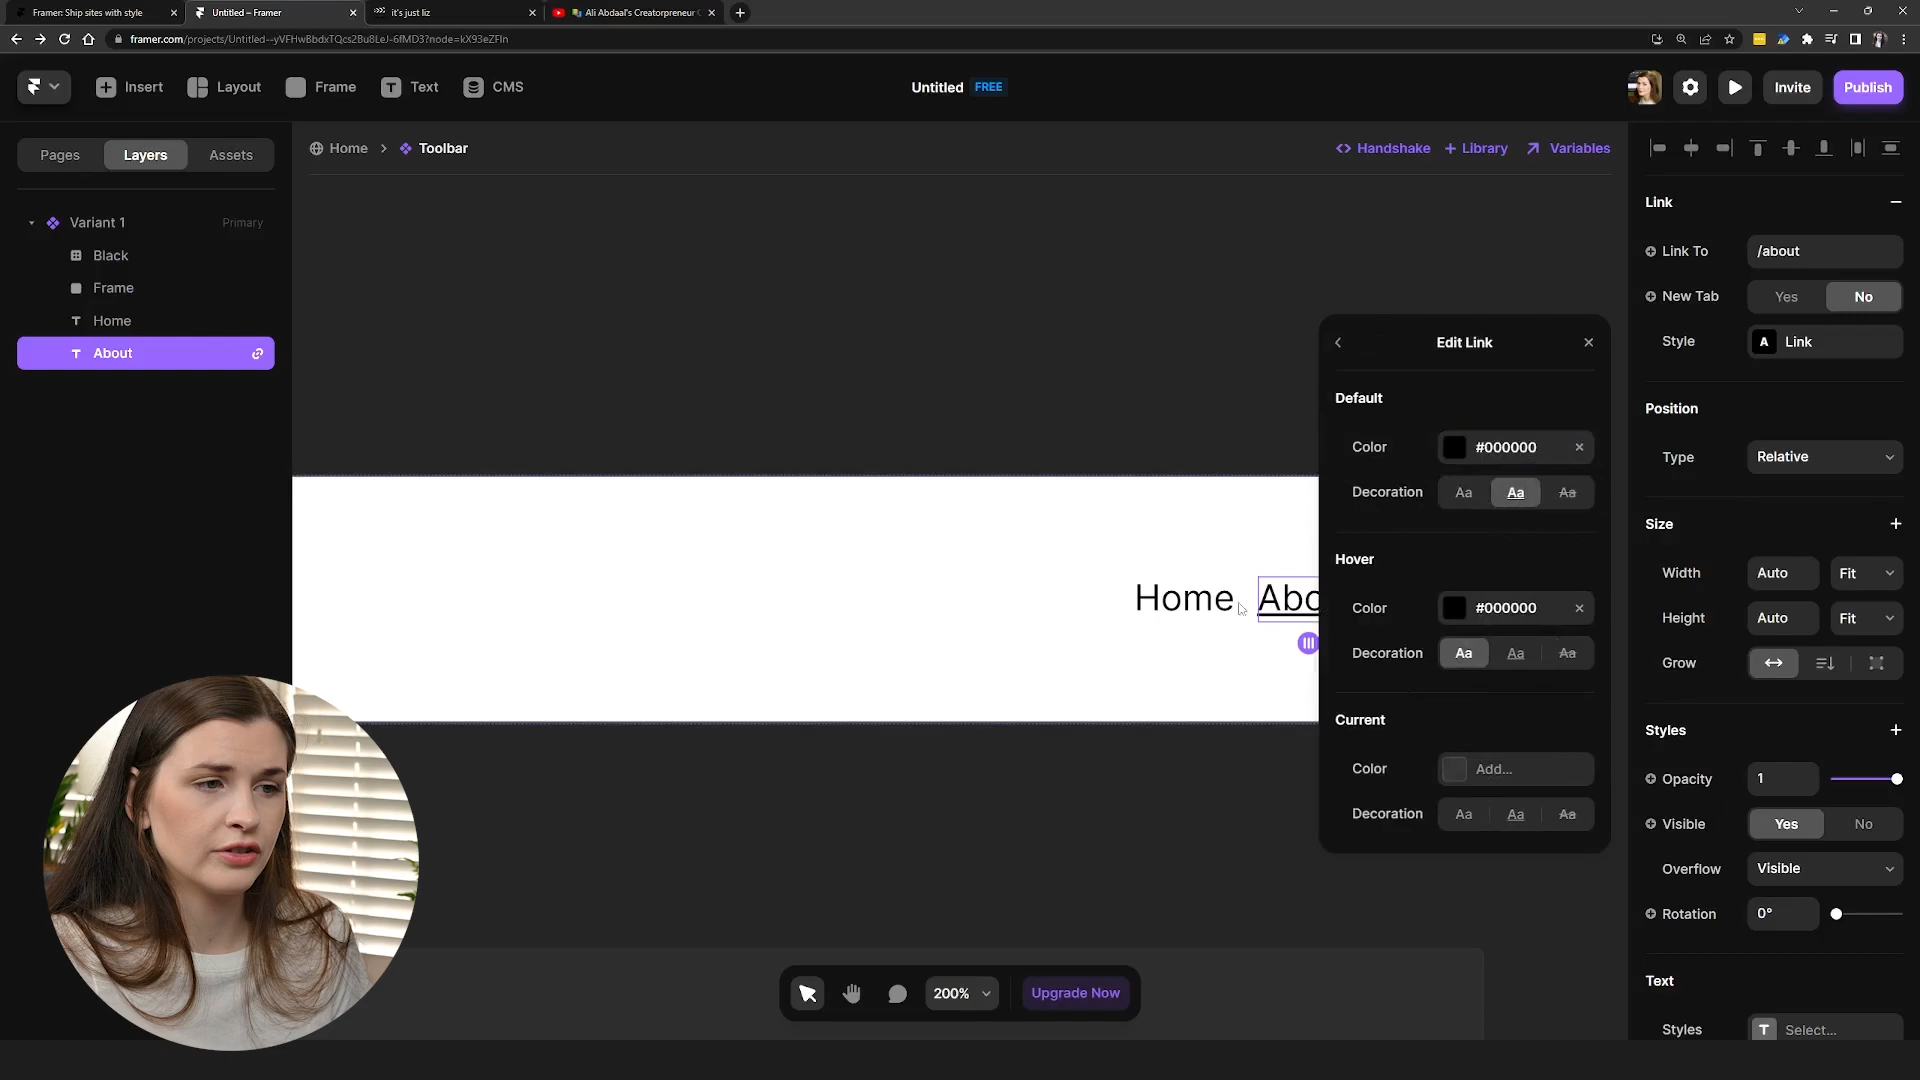 Framer: Ship sites with style
Untitled – Framer
it's just liz
Ali Abdaal's Creatorpreneur
framer.com/projects/Untitled--yVFHwBbdxTQcs2Bu8LeJ-6fMD3?node=kX93eZFIn
Insert
Layout
Frame
Text
CMS
Untitled FREE
Invite
Publish
Pages
Layers
Assets
Home
Toolbar
Handshake
Library
Variables
Variant 1
Primary
Black
Frame
Home
About
Home
Abo
Edit Link
Default
Color
#000000
Decoration
Aa
Aa
Aa
Hover
Color
#000000
Decoration
Aa
Aa
Aa
Current
Color
Add...
Decoration
Aa
Aa
Aa
Link
Link To
/about
New Tab
Yes
No
Style
A
Link
Position
Type
Relative
Size
Width
Auto
Fit
Height
Auto
Fit
Grow
Styles
Opacity
1
Visible
Yes
No
Overflow
Visible
Rotation
0°
Text
Styles
T
Select...
200%
Upgrade Now